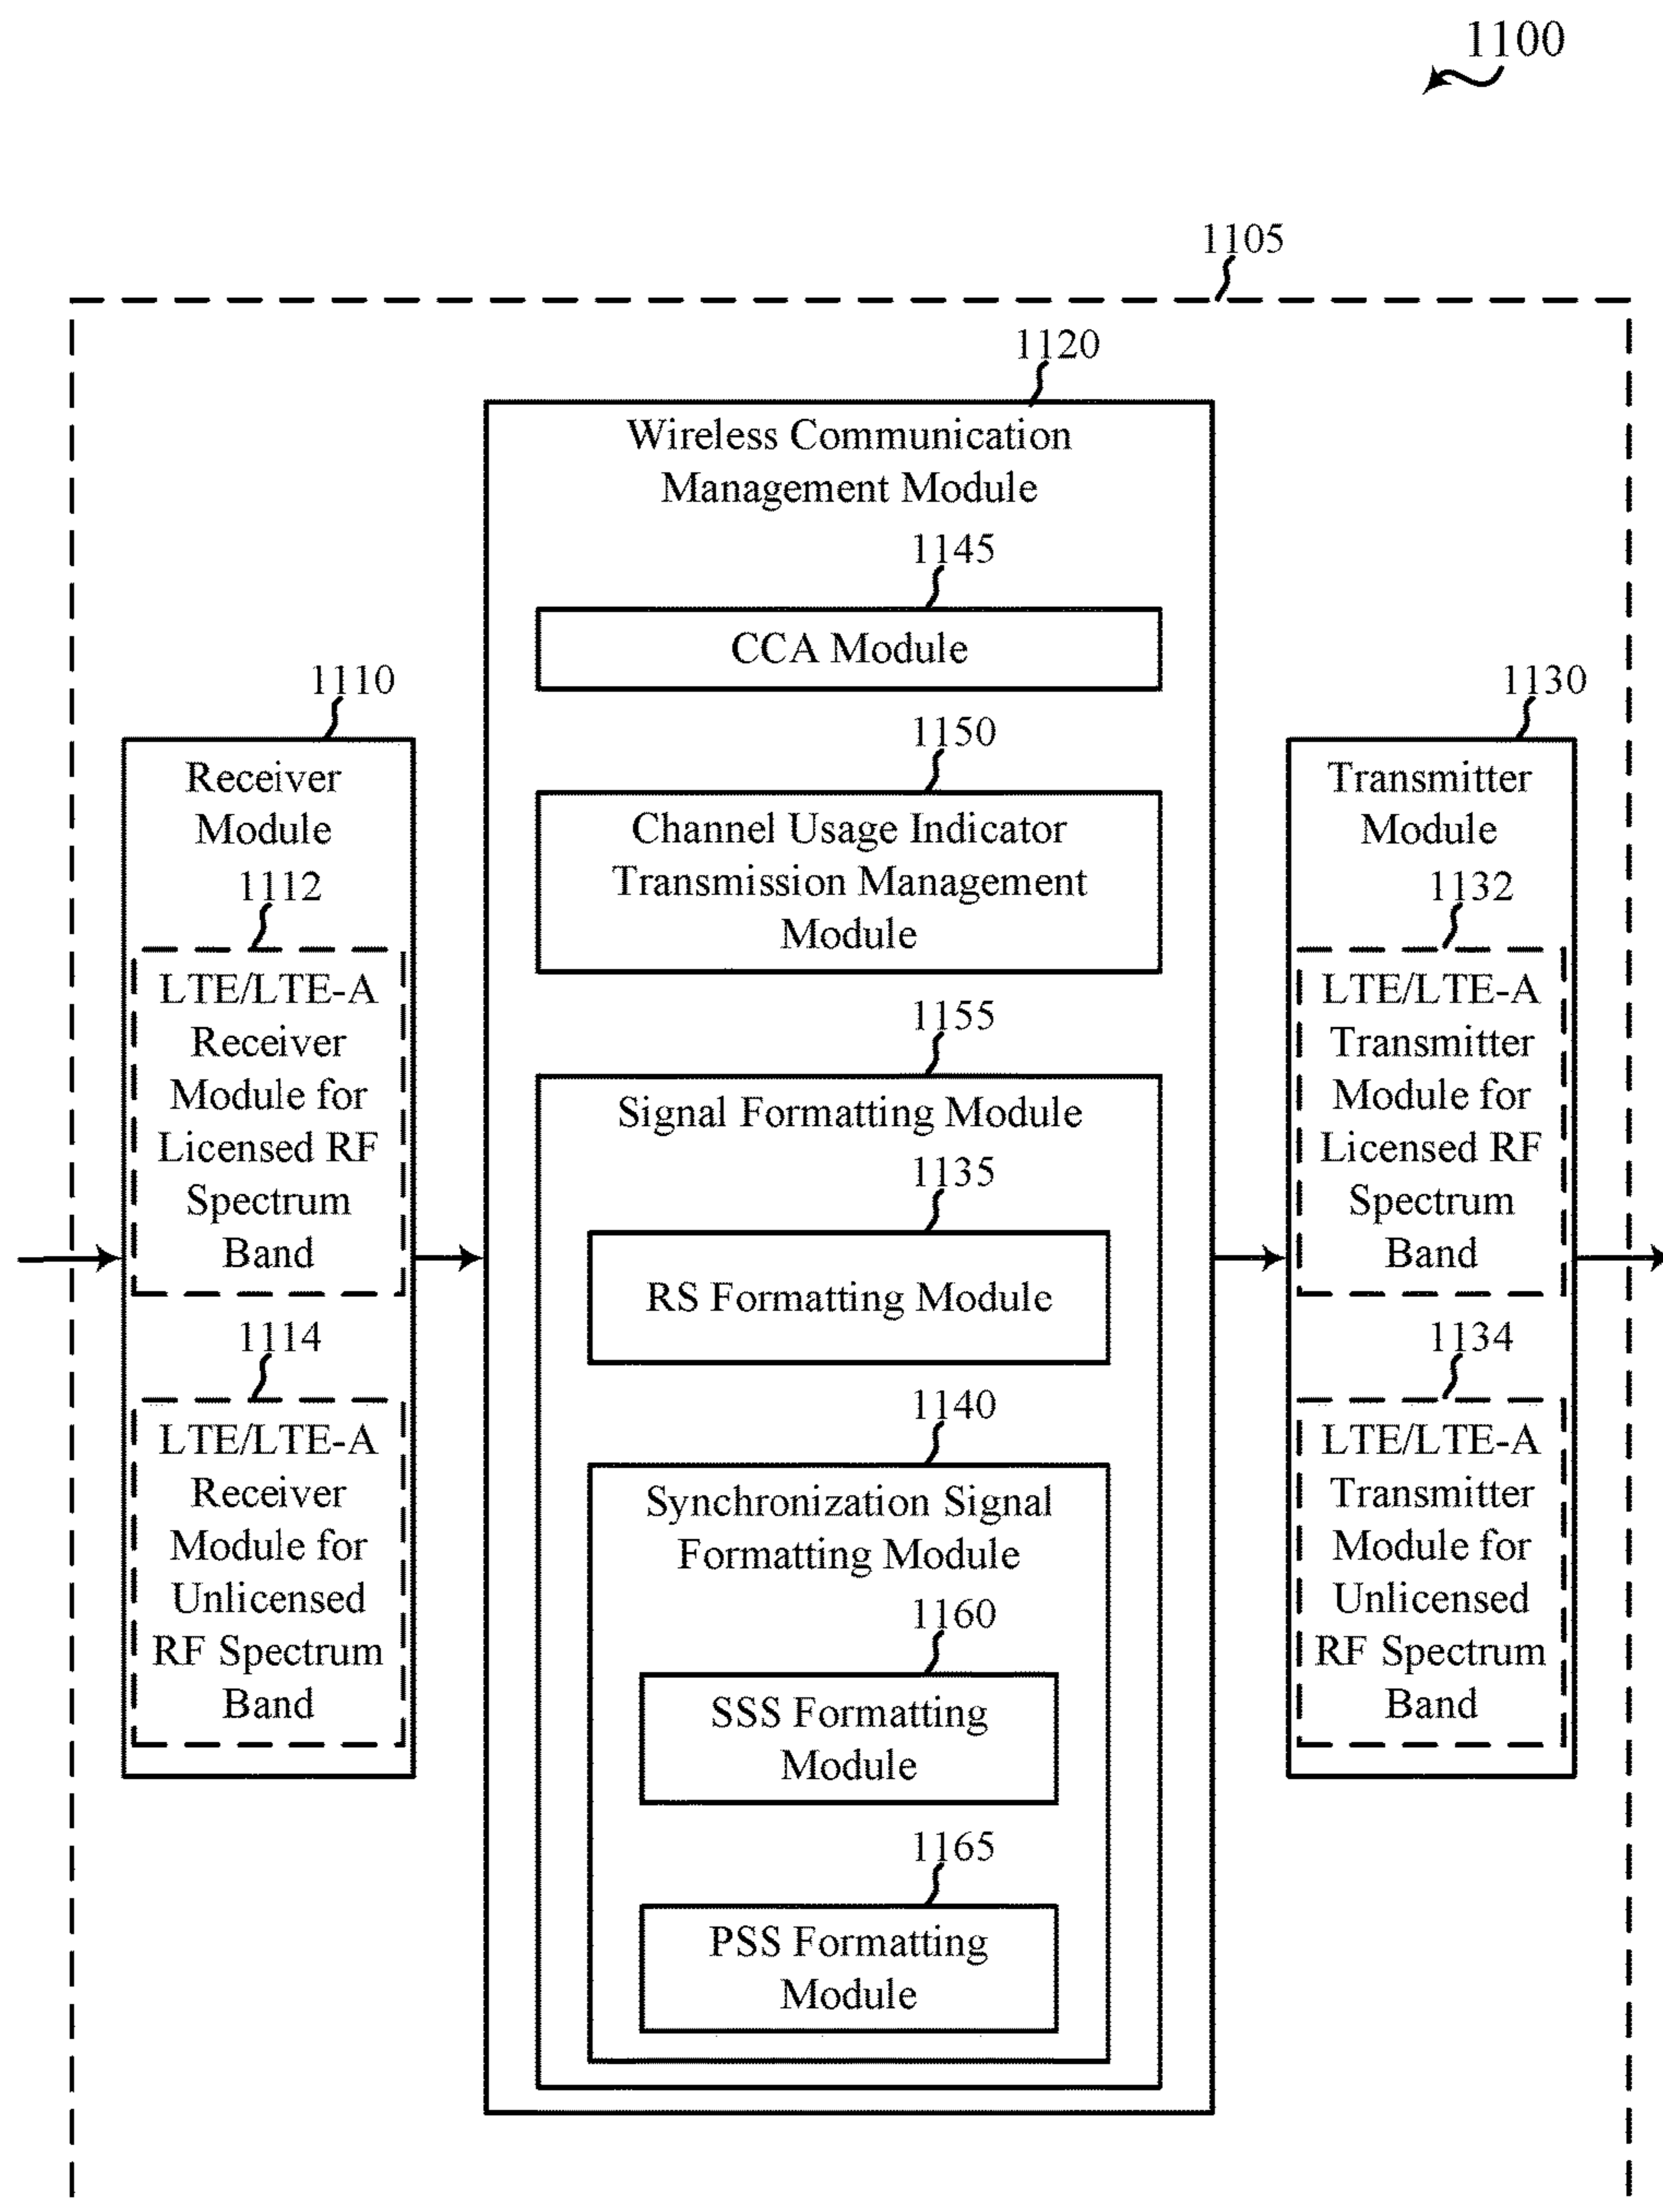 1100
1105
1120
Wireless Communication
Management Module
1145
CCA Module
1150
Channel Usage Indicator
Transmission Management
Module
1155
Signal Formatting Module
1135
RS Formatting Module
1140
Synchronization Signal
Formatting Module
1160
SSS Formatting
Module
1165
PSS Formatting
Module
1110
Receiver
Module
1112
LTE/LTE-A
Receiver
Module for
Licensed RF
Spectrum
Band
1114
LTE/LTE-A
Receiver
Module for
Unlicensed
RF Spectrum
Band
1130
Transmitter
Module
1132
LTE/LTE-A
Transmitter
Module for
Licensed RF
Spectrum
Band
1134
LTE/LTE-A
Transmitter
Module for
Unlicensed
RF Spectrum
Band